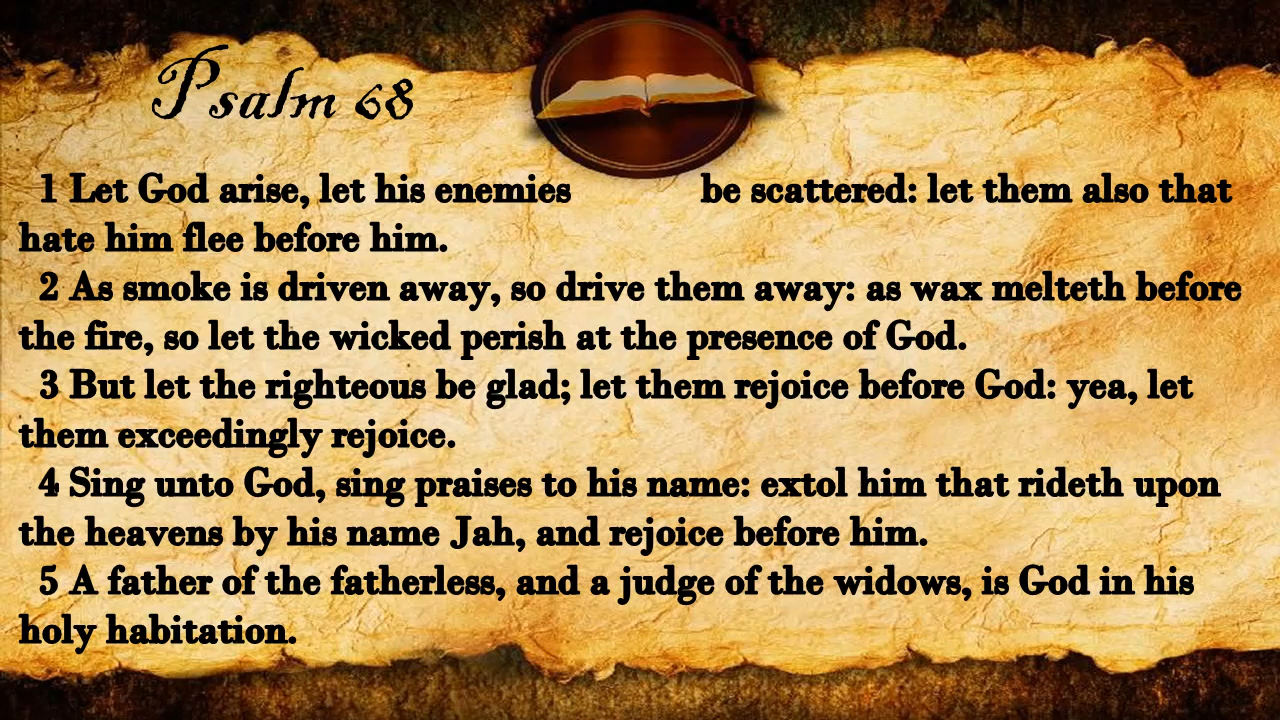 Psalm 68
1 Let God arise, let his enemies be scattered: let them also that
hate him flee before him.
2 As smoke is driven away, so drive them away: as wax melteth before
the fire, so let the wicked perish at the presence of God.
3 But let the righteous be glad; let them rejoice before God: yea, let
them exceedingly rejoice.
4 Sing unto God, sing praises to his name: extol him that rideth upon
the heavens by his name Jah, and rejoice before him.
5 A father of the fatherless, and a judge of the widows, is God in his
holy habitation.